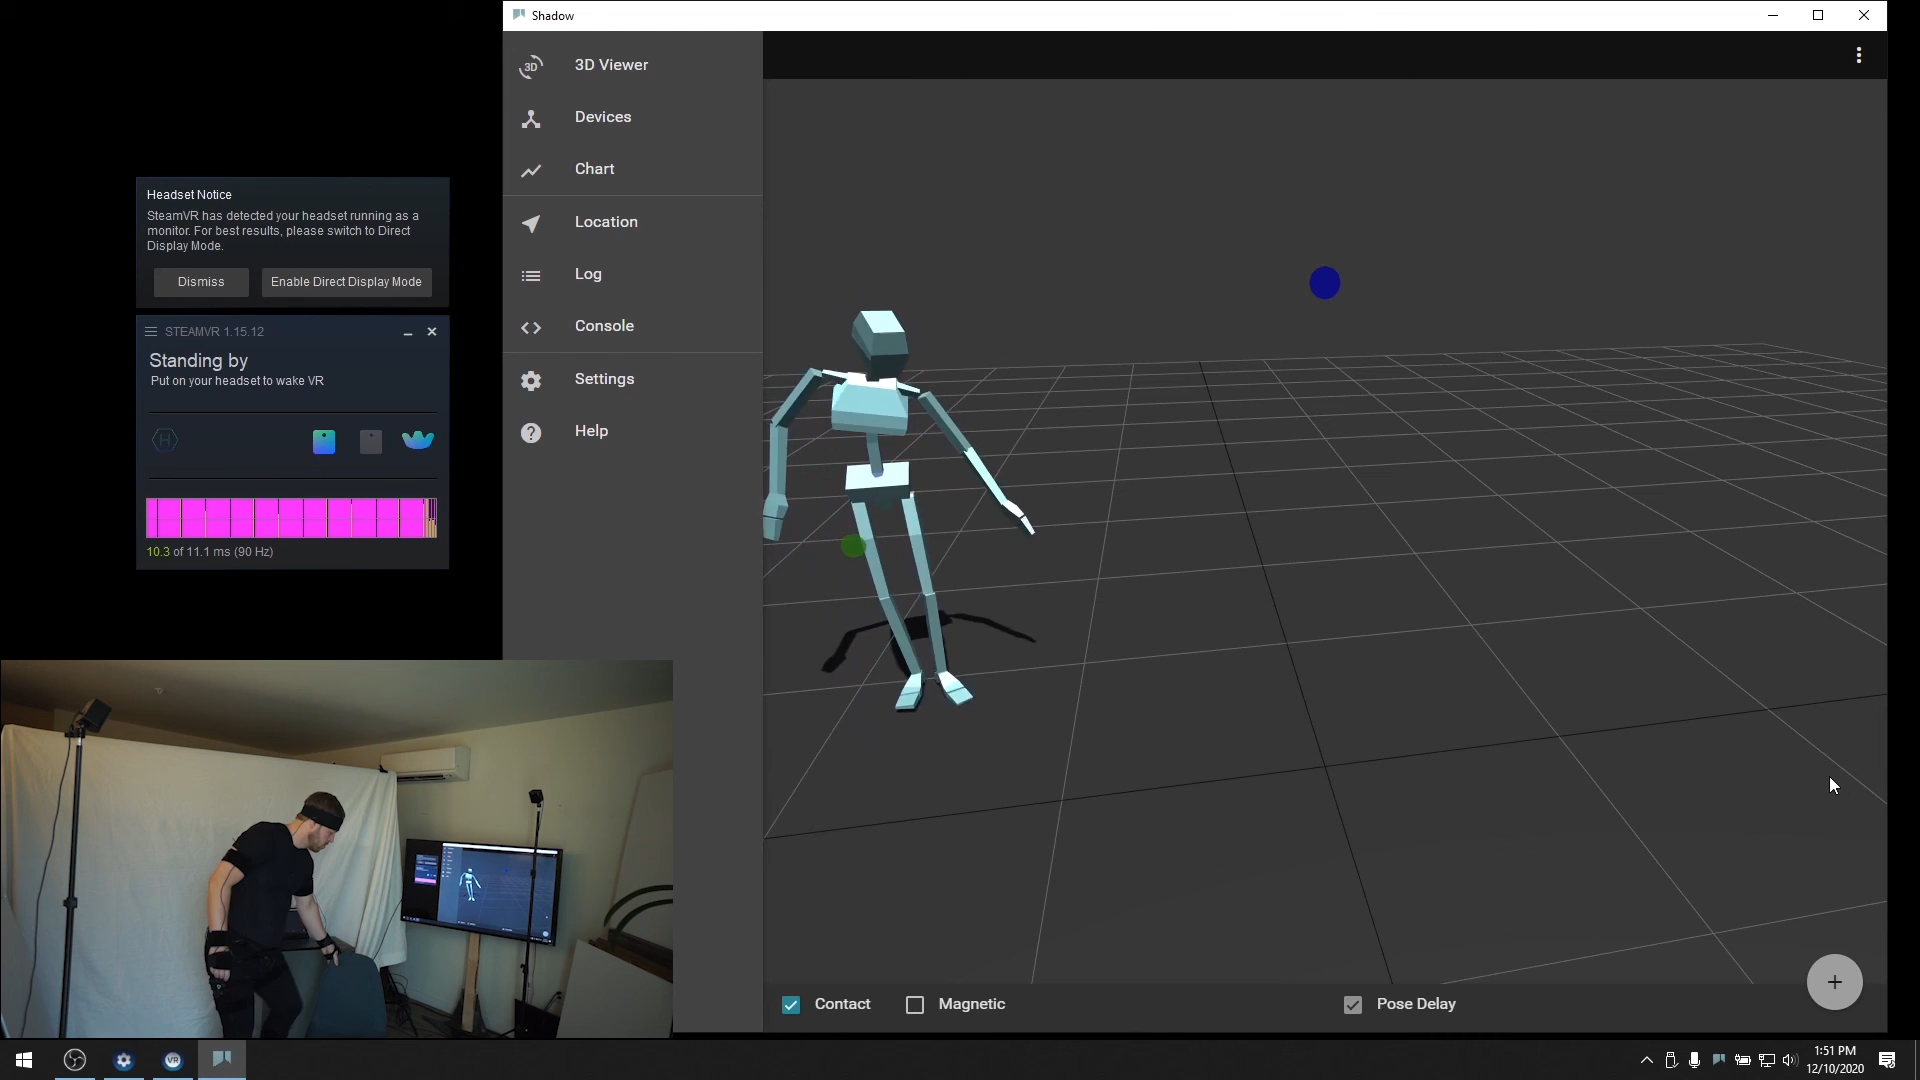 Shadow
3D
3D Viewer
Devices
Chart
Location
Log
Console
Settings
? Help
Headset Notice
SteamVR has detected your headset running as a
monitor. For best results, please switch to Direct
Display Mode.
Dismiss
Enable Direct Display Mode
STEAMVR 1.15.12
Standing by
Put on your headset to wake VR
H
10.3 of 11.1 ms (90 Hz)
Contact
Magnetic
Pose Delay
+
VR
1:51 PM
12/10/2020